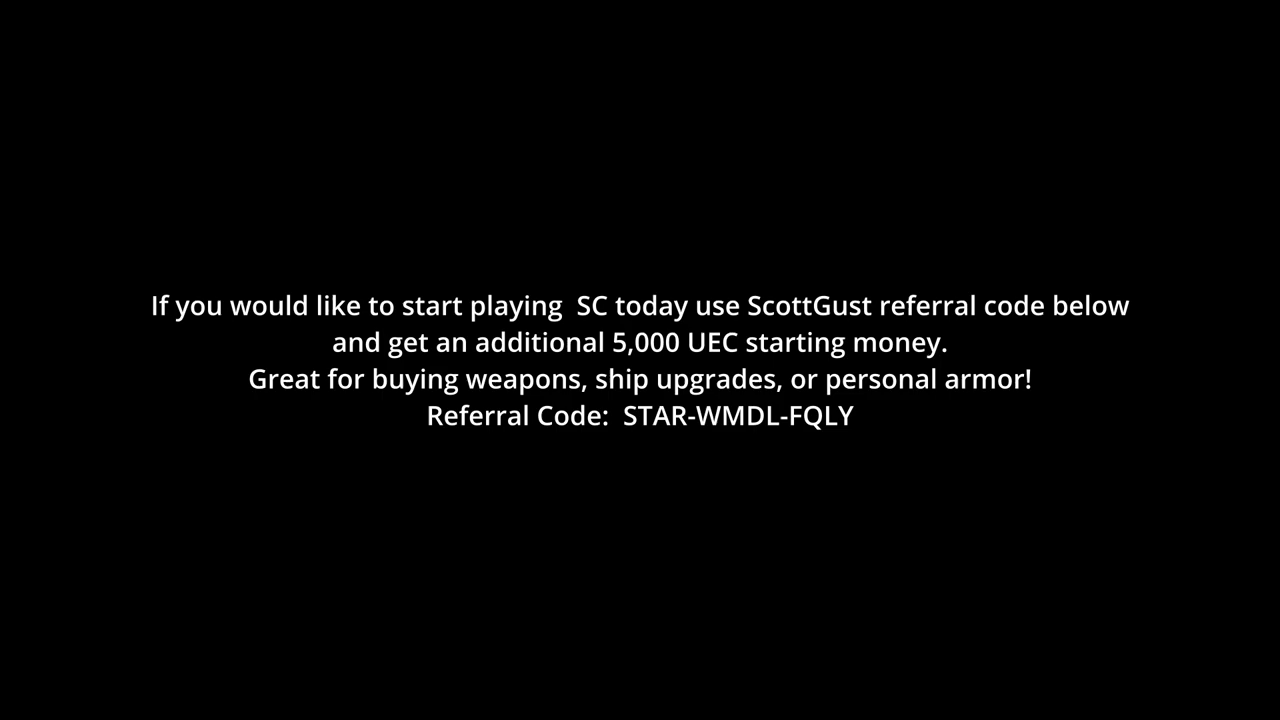 If you would like to start playing  SC today use ScottGust referral code below
and get an additional 5,000 UEC starting money.
Great for buying weapons, ship upgrades, or personal armor!
Referral Code:  STAR-WMDL-FQLY